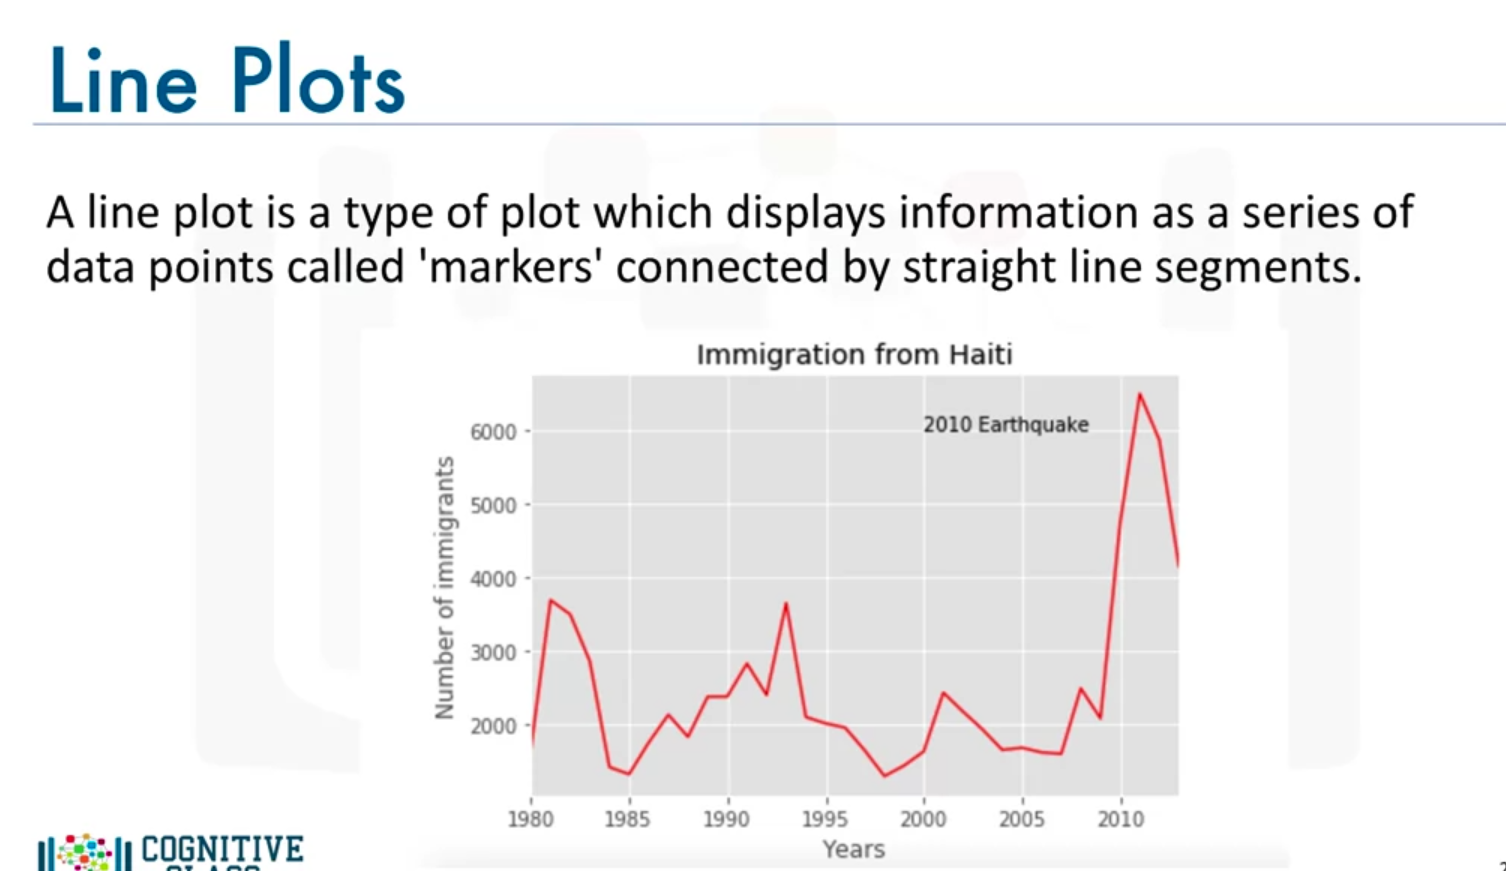 Line Plots
A line plot is a type of plot which displays information as a series of
data points called 'markers' connected by straight line segments.
Immigration from Haiti
2010 Earthquake
6000
5000
4000
3000
2000
Number of immigrants
1980 1985 1990 1995 2000 2005 2010
Years
COGNITIVE